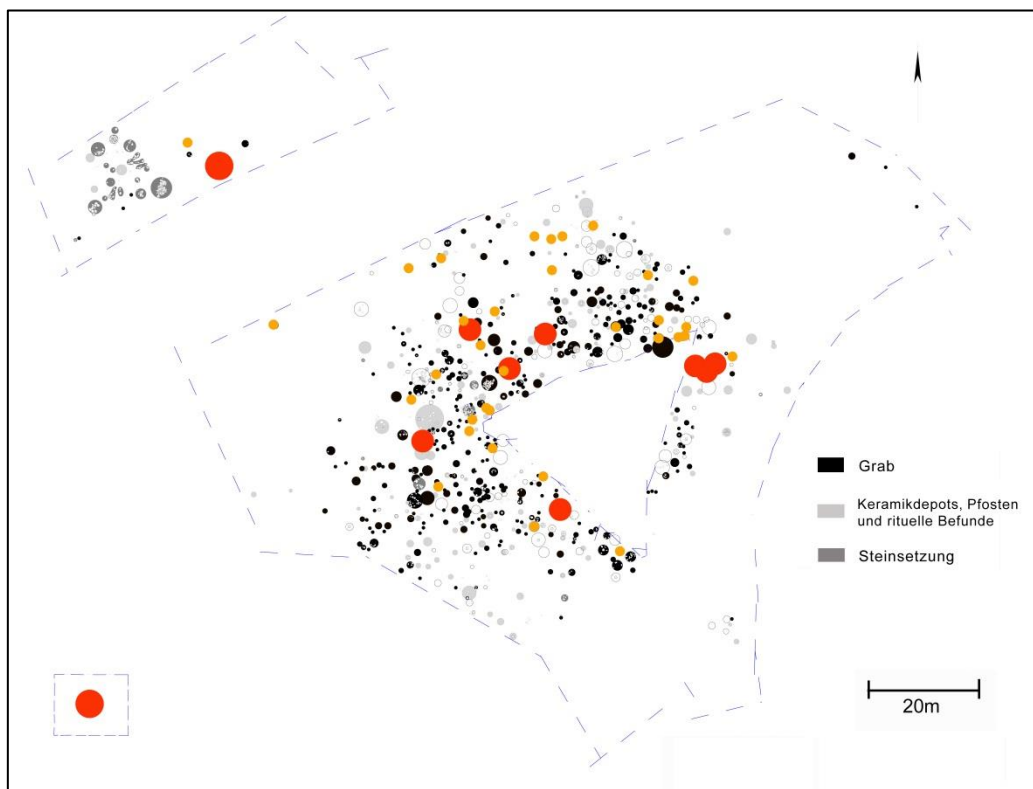 Grab
Keramikdepots, Pfosten
und rituelle Befunde
Steinsetzung
20m